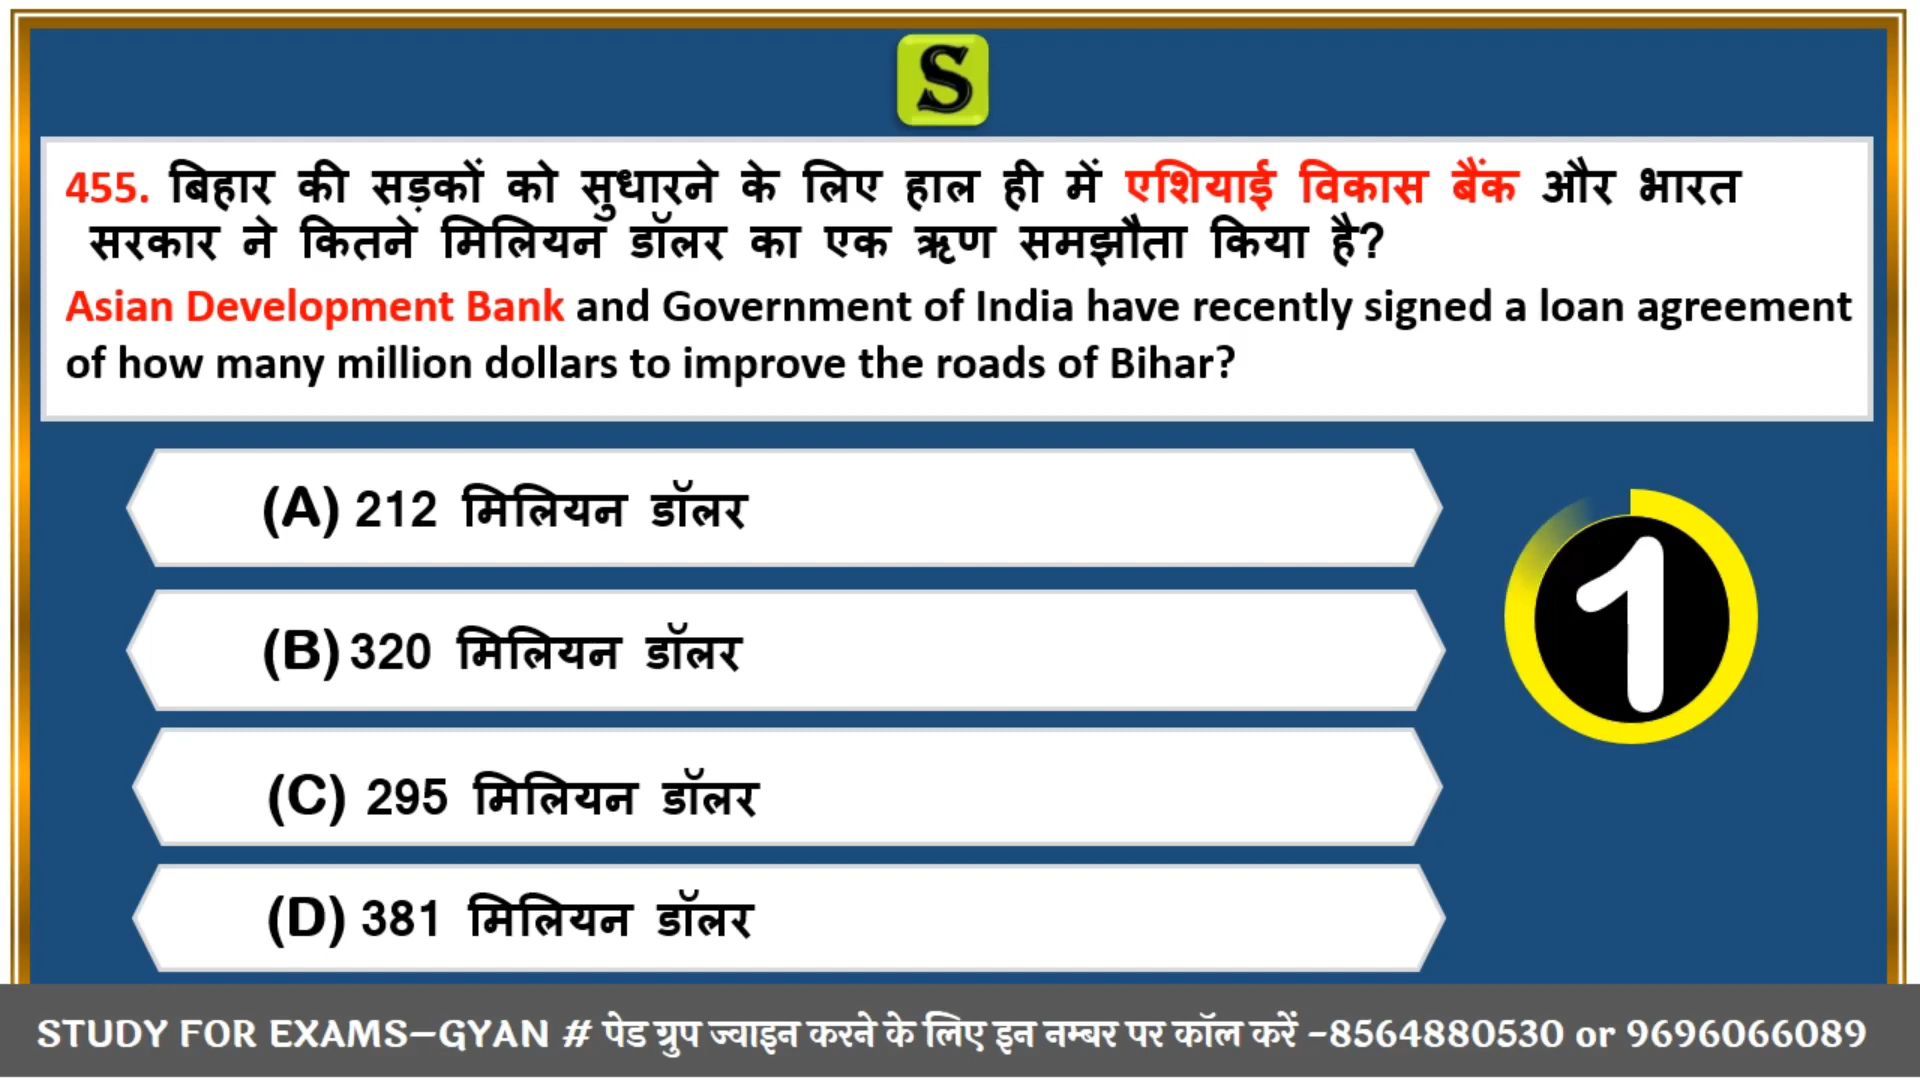 S
455. बिहार की सड़कों को सुधारने के लिए हाल ही में एशियाई विकास बैंक और भारत
सरकार ने कितने मिलियन डॉलर का एक ऋण समझौता किया है?
Asian Development Bank and Government of India have recently signed a loan agreement
of how many million dollars to improve the roads of Bihar?
(A) 212 मिलियन डॉलर
(B) 320 मिलियन डॉलर
1
(C) 295 मिलियन डॉलर
(D) 381 मिलियन डॉलर
STUDY FOR EXAMS–GYAN # पेड ग्रुप ज्वाइन करने के लिए इन नम्बर पर कॉल करें –8564880530 or 9696066089